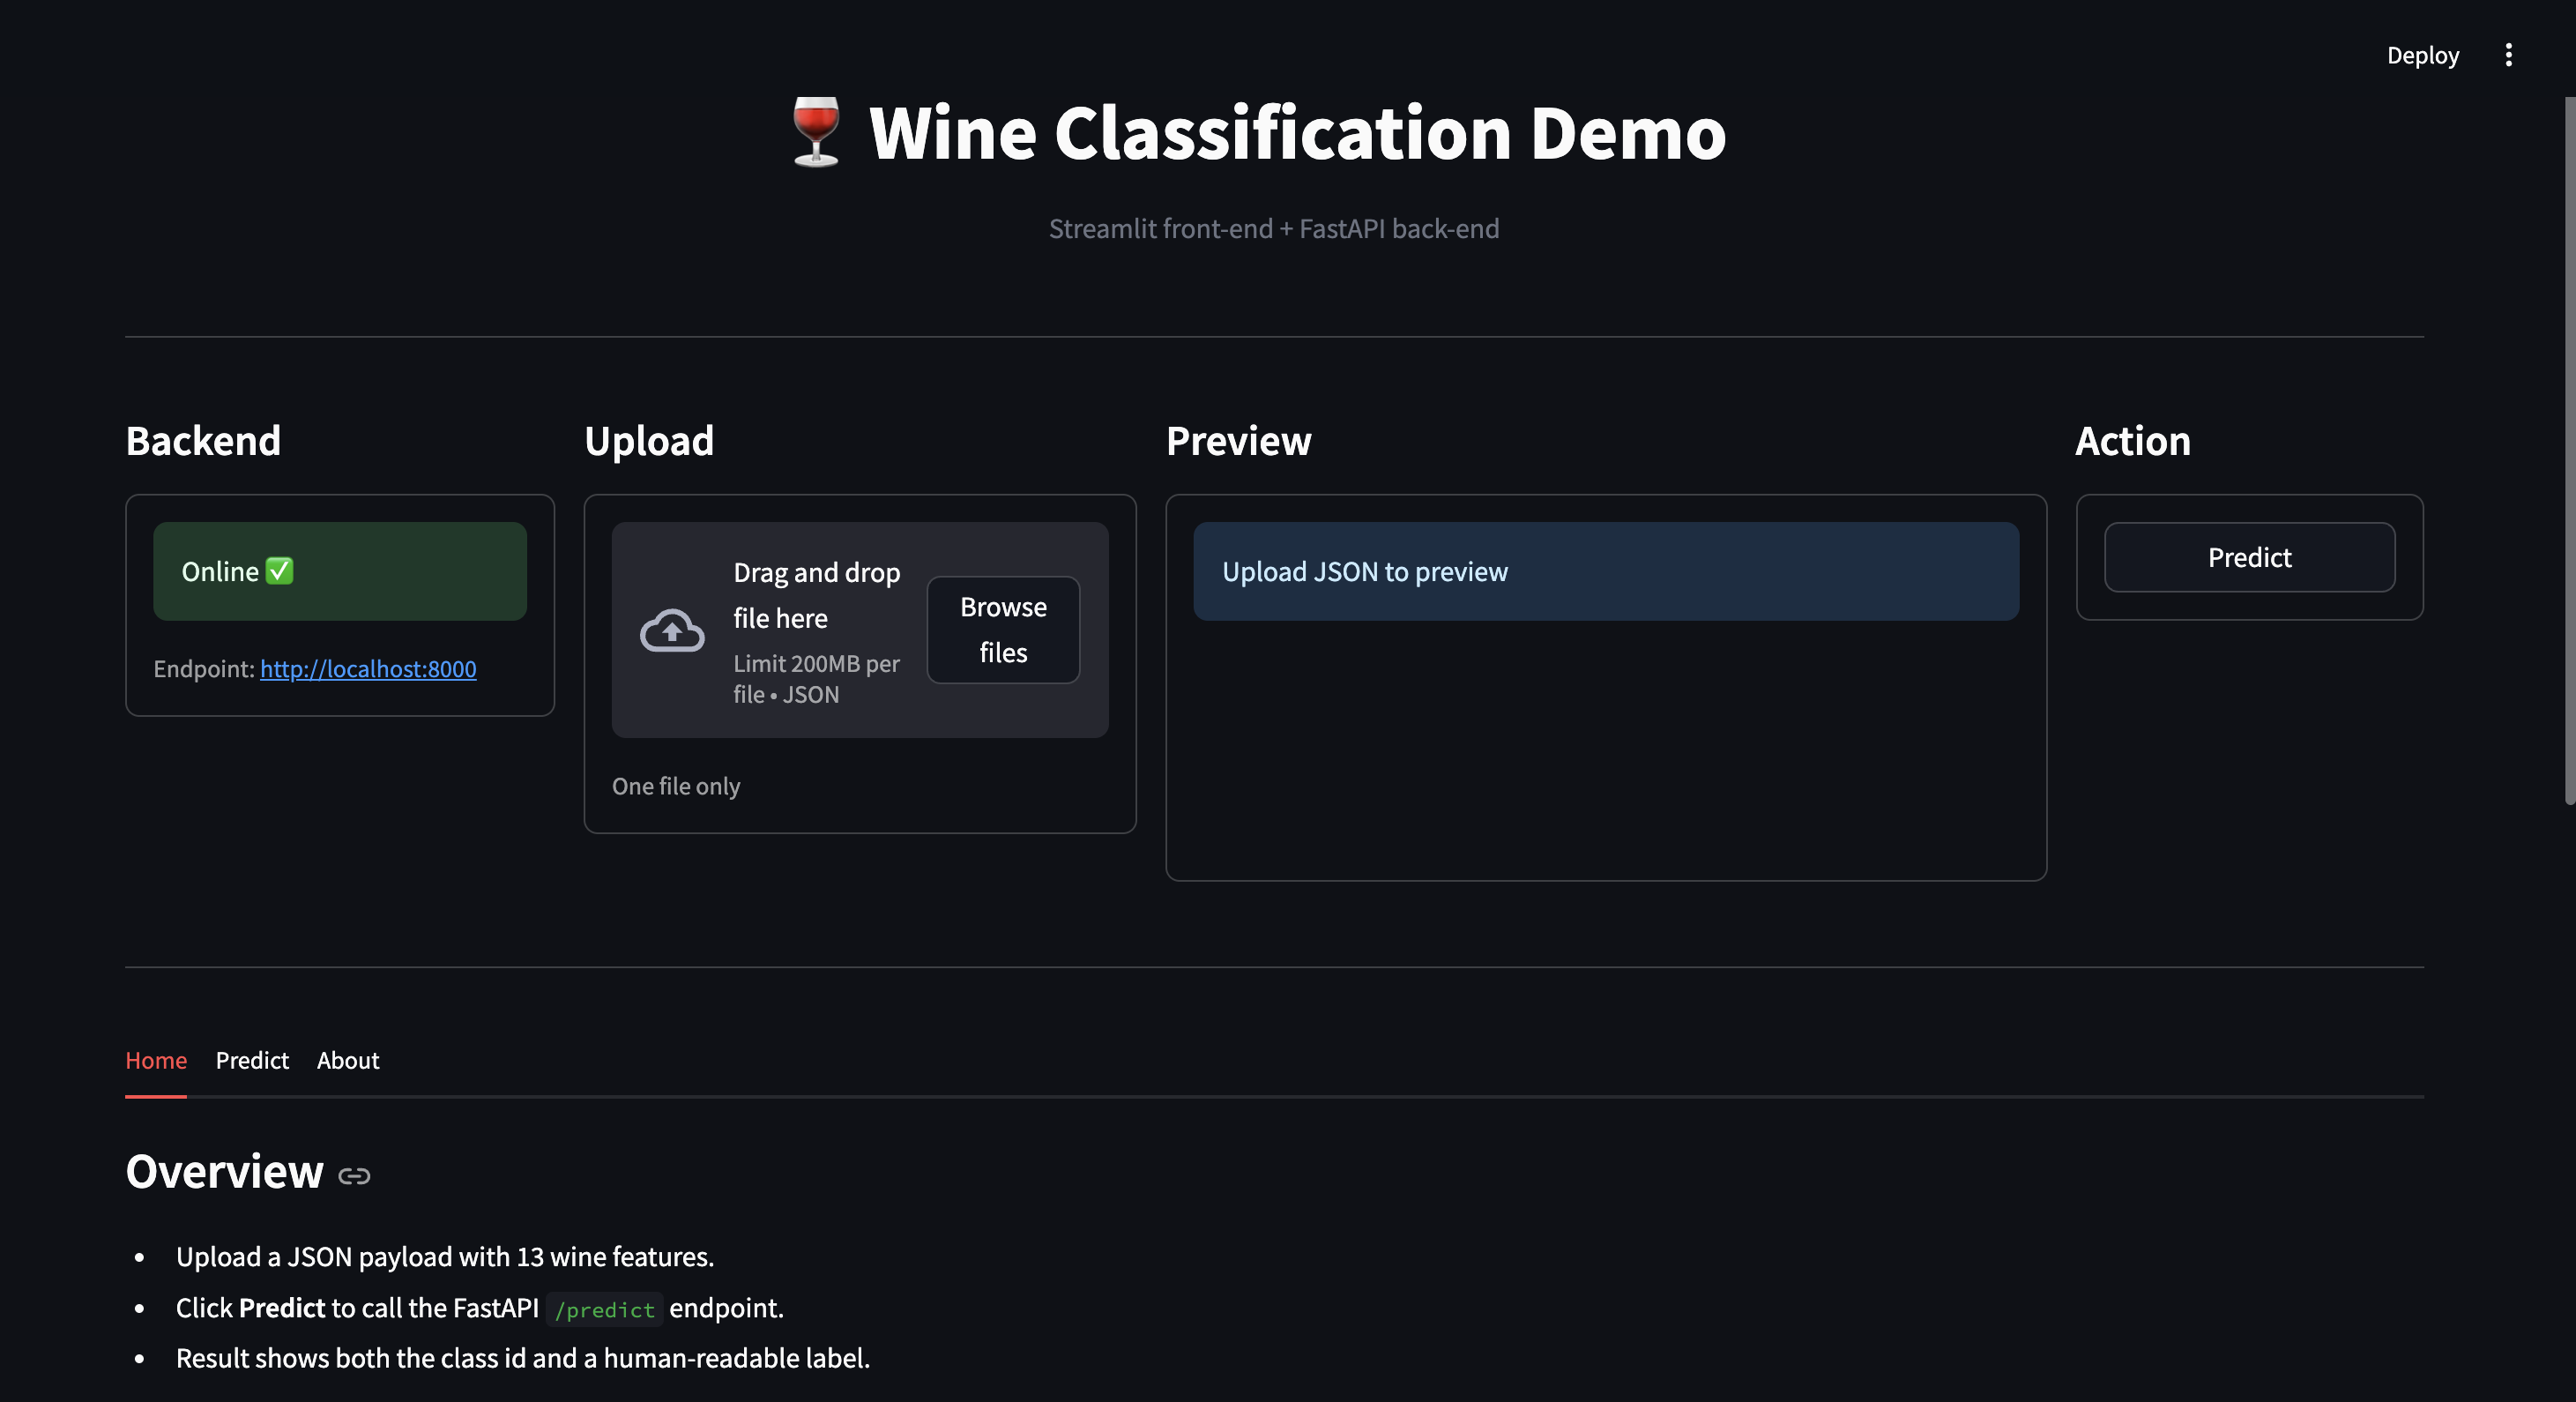 Deploy
Wine Classification Demo
Streamlit front-end + FastAPI back-end
Backend
Online
Endpoint: http://localhost:8000
Upload
Drag and drop
file here
Limit 200MB per
file • JSON
Browse
files
One file only
Preview
Upload JSON to preview
Action
Predict
Home Predict About
Overview
• Upload a JSON payload with 13 wine features.
• Click Predict to call the FastAPI /predict endpoint.
• Result shows both the class id and a human-readable label.